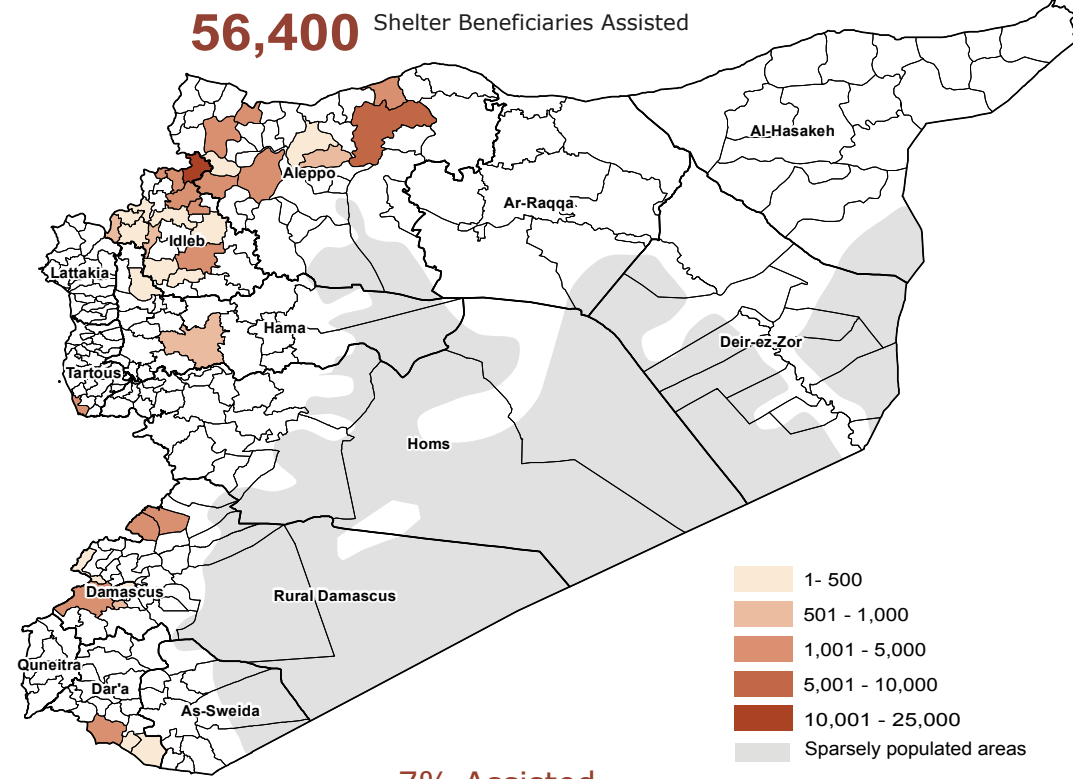 56,400 Shelter Beneficiaries Assisted
Al-Hasakeh
Aleppo
Ar-Raqqa
Idleb
Lattakia
Hama
Deir-ez-Zor
Tartous
Homs
Damascus
Rural Damascus
Quneitra
Dar'a
As-Sweida
1- 500
501 - 1,000
1,001 - 5,000
5,001 - 10,000
10,001 - 25,000
Sparsely populated areas
7% Assisted